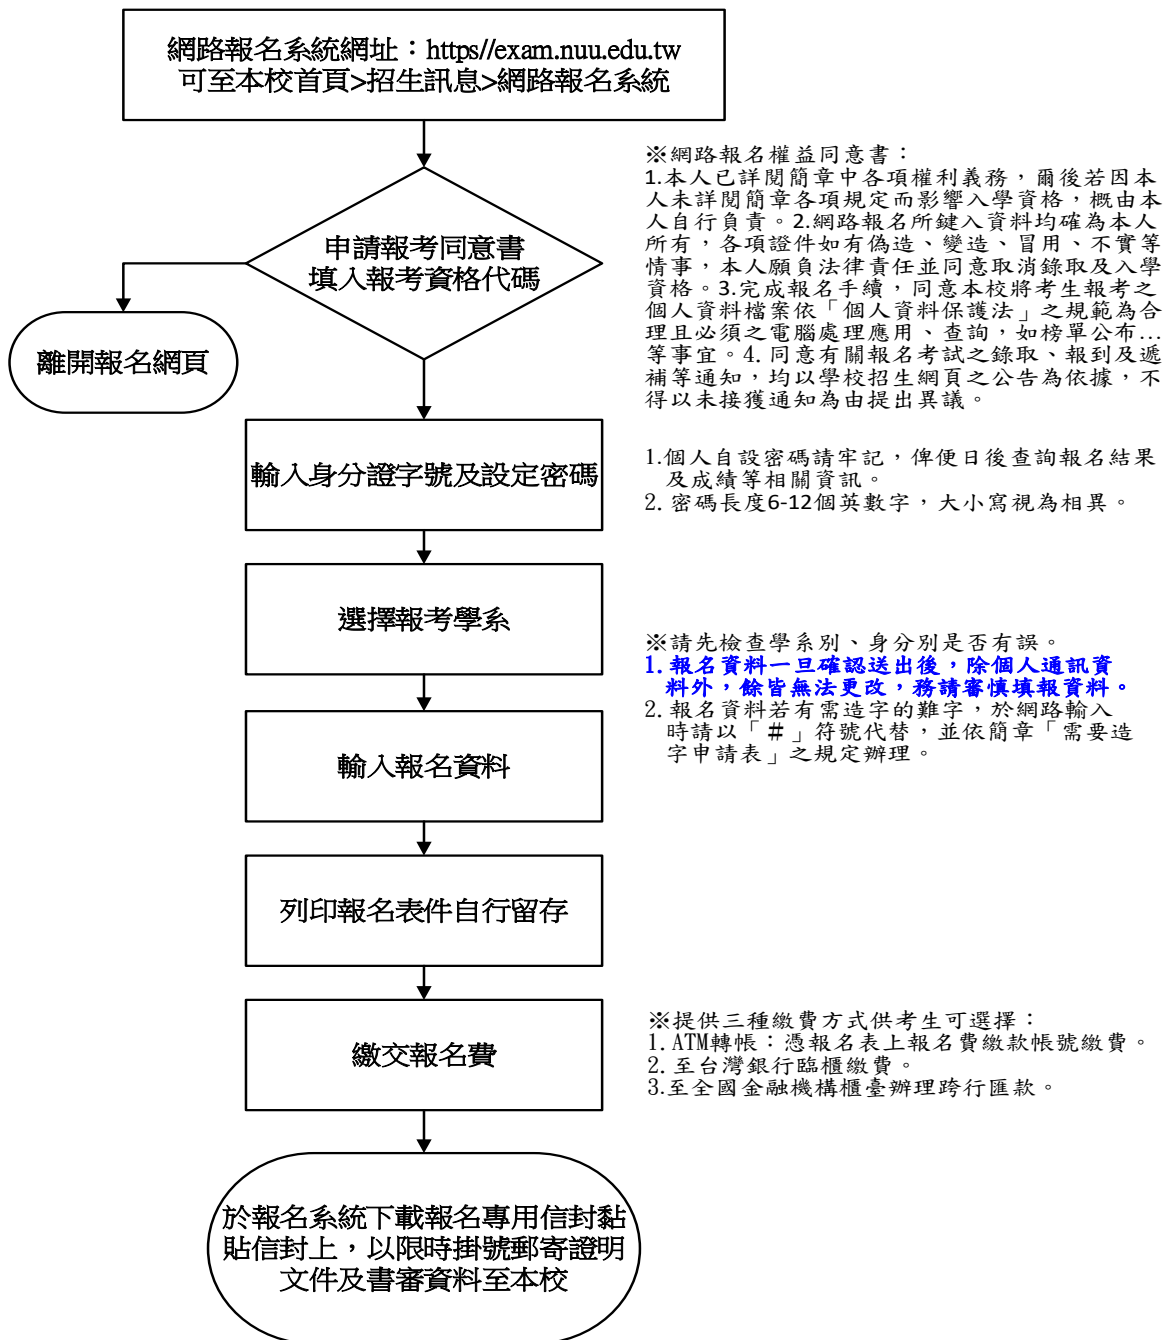 網路報名系統網址：https//exam.nuu.edu.tw
可至本校首頁>招生訊息>網路報名系統
※網路報名權益同意書：
1.本人已詳閱簡章中各項權利義務，爾後若因本
人未詳閱簡章各項規定而影響入學資格，概由本
人自行負責。2.網路報名所鍵入資料均確為本人
所有，各項證件如有偽造、變造、冒用、不實等
情事，本人願負法律責任並同意取消錄取及入學
資格。3.完成報名手續，同意本校將考生報考之
個人資料檔案依「個人資料保護法」之規範為合
理且必須之電腦處理應用、查詢，如榜單公布…
等事宜。4. 同意有關報名考試之錄取、報到及遞
補等通知，均以學校招生網頁之公告為依據，不
得以未接獲通知為由提出異議。
申請報考同意書
填入報考資格代碼
離開報名網頁
輸入身分證字號及設定密碼
1.個人自設密碼請牢記，俾便日後查詢報名結果
及成績等相關資訊。
2. 密碼長度6-12個英數字，大小寫視為相異。
選擇報考學系
※請先檢查學系別、身分別是否有誤。
1. 報名資料一旦確認送出後，除個人通訊資
料外，餘皆無法更改，務請審慎填報資料。
2. 報名資料若有需造字的難字，於網路輸入
時請以「＃」符號代替，並依簡章「需要造
字申請表」之規定辦理。
輸入報名資料
列印報名表件自行留存
繳交報名費
※提供三種繳費方式供考生可選擇：
1. ATM轉帳：憑報名表上報名費繳款帳號繳費。
2. 至台灣銀行臨櫃繳費。
3.至全國金融機構櫃臺辦理跨行匯款。
於報名系統下載報名專用信封黏
貼信封上，以限時掛號郵寄證明
文件及書審資料至本校